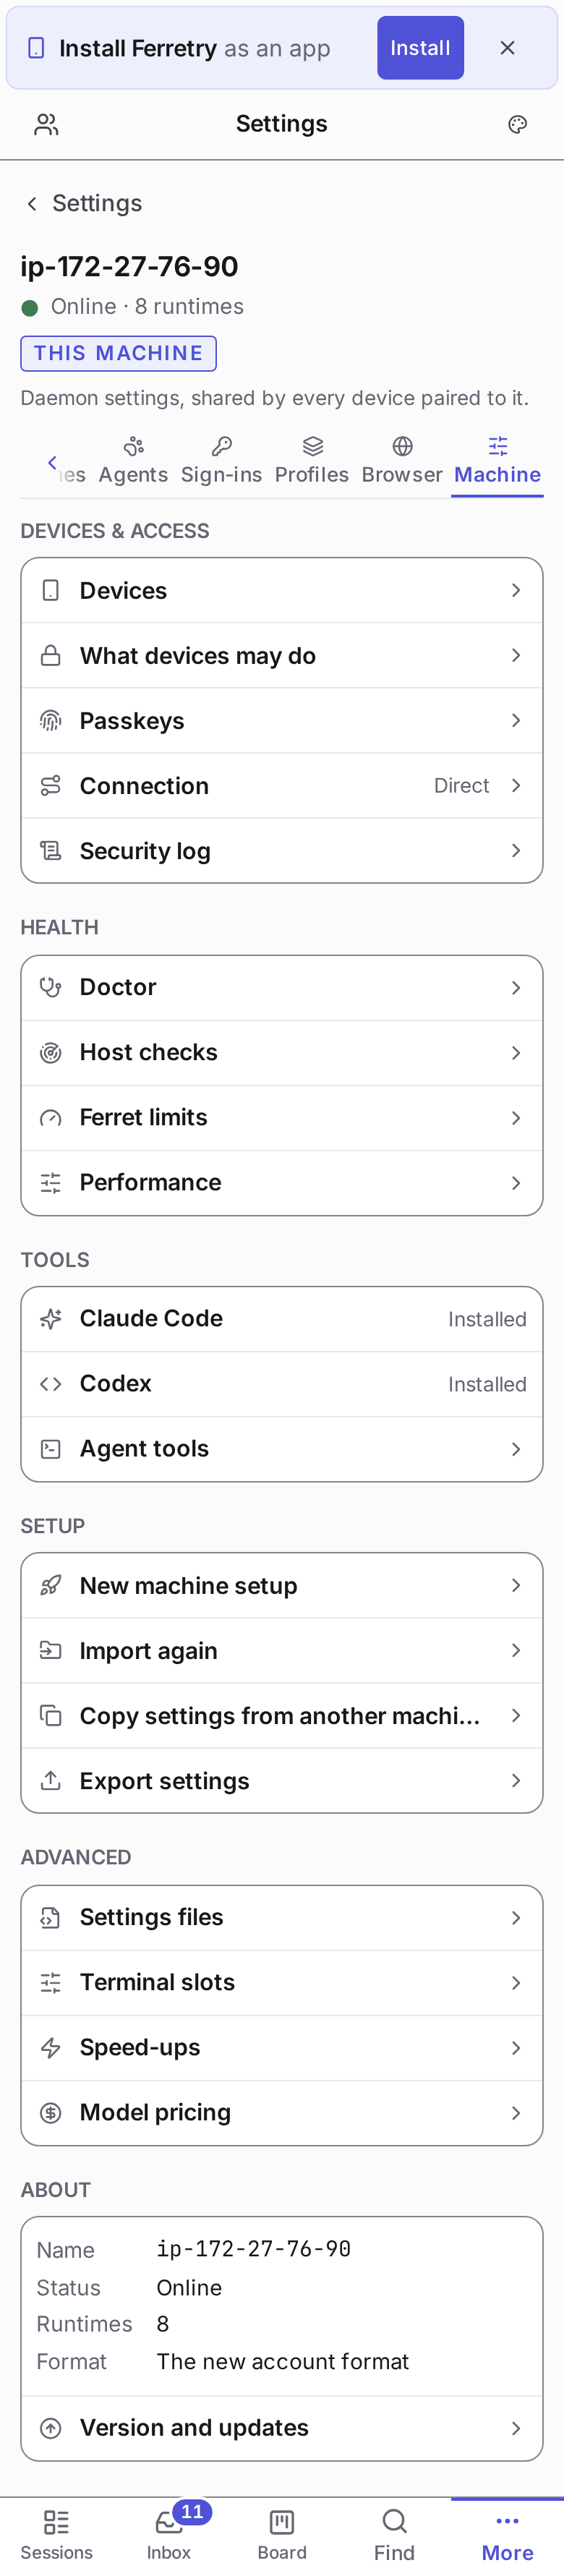 Install Ferretry as an app
Install
Settings
Settings
ip-172-27-76-90
Online · 8 runtimes
THIS MACHINE
Daemon settings, shared by every device paired to it.
Agents Sign-ins Profiles Browser Machine
DEVICES & ACCESS
Devices
What devices may do
Passkeys
Connection Direct
Security log
HEALTH
Doctor
Host checks
Ferret limits
Performance
TOOLS
Claude Code Installed
Codex Installed
Agent tools
SETUP
New machine setup
Import again
Copy settings from another machi...
Export settings
ADVANCED
Settings files
Terminal slots
Speed-ups
Model pricing
ABOUT
Name ip-172-27-76-90
Status Online
Runtimes 8
Format The new account format
Version and updates
11
Sessions Inbox Board Find More